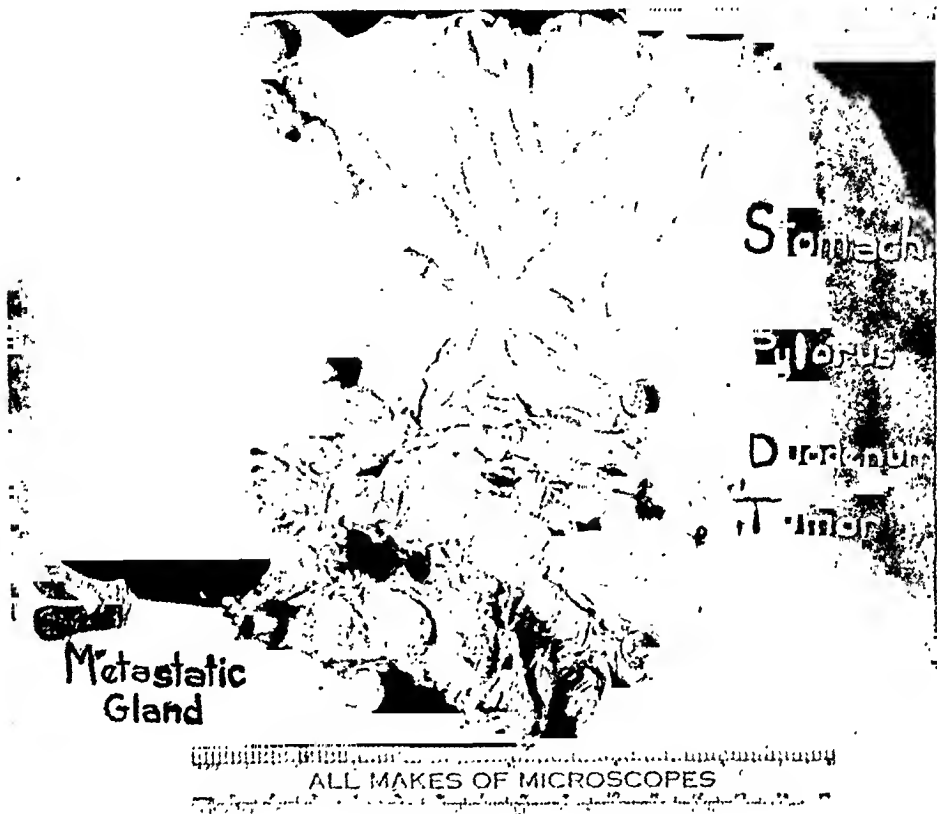 Stomach
Pylorus
Duodenum
Tumor
Metastatic
Gland
ALL MAKES OF MICROSCOPES